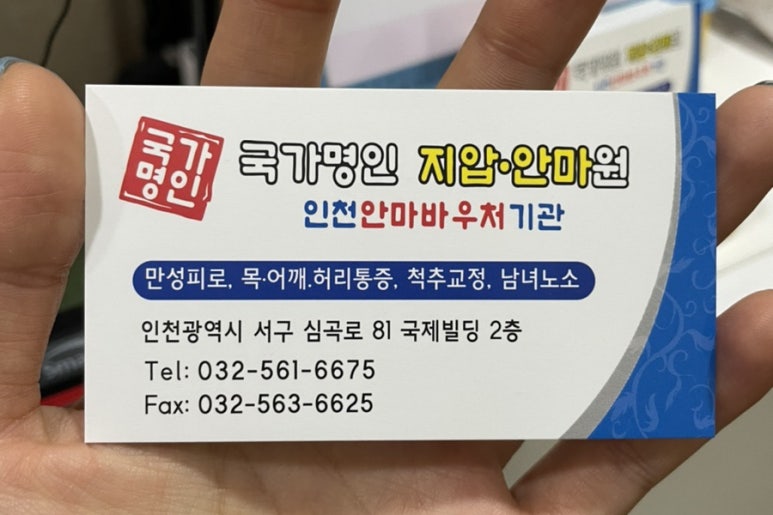 국가
명인
국가명인 지압·안마원
인천안마바우처기관
만성피로, 목·어깨.허리통증, 척추교정, 남녀노소
인천광역시 서구 심곡로 81 국제빌딩 2층
Tel: 032-561-6675
Fax: 032-563-6625